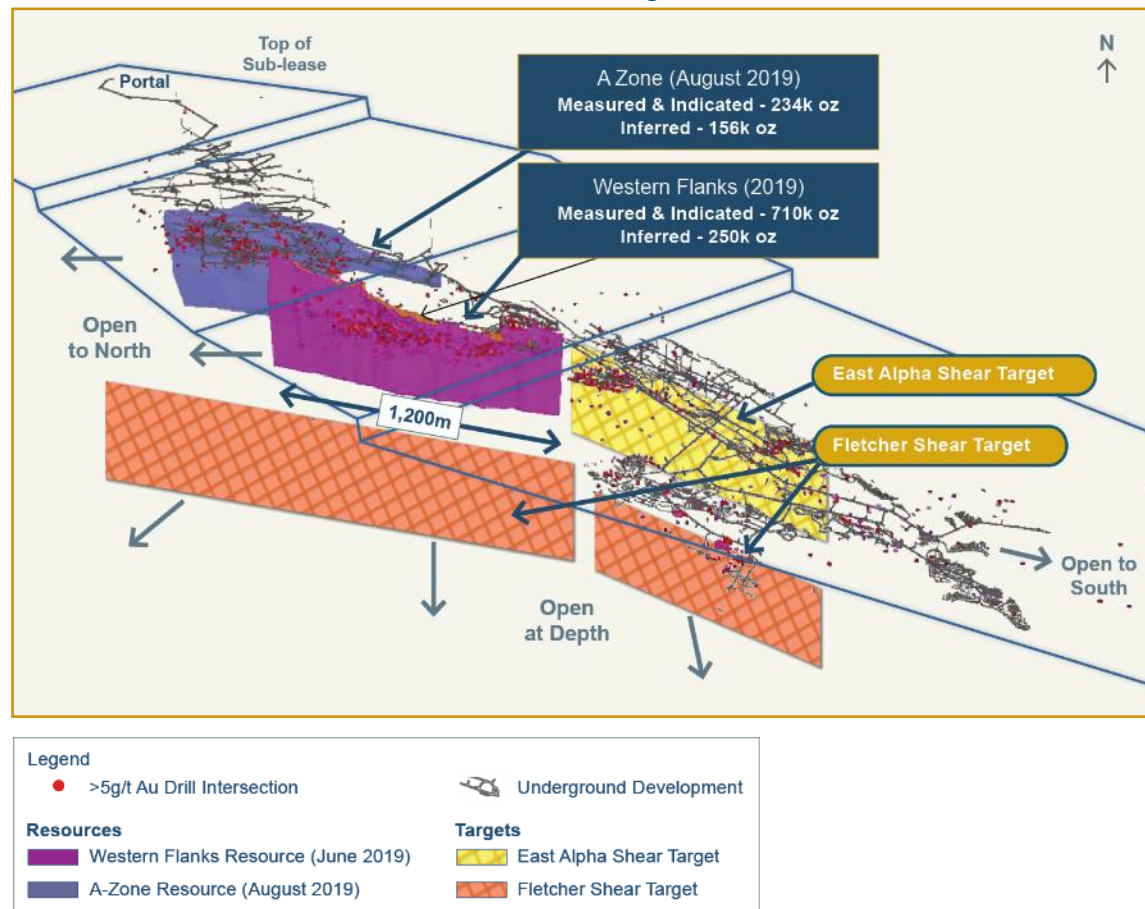 Top of
Sub-lease
Portal
N
A Zone (August 2019)
Measured & Indicated - 234k oz
Inferred - 156k oz
Western Flanks (2019)
Measured & Indicated - 710k oz
Inferred - 250k oz
Open
to North
1,200m
East Alpha Shear Target
Fletcher Shear Target
Open
at Depth
Open to
South
Legend
>5g/t Au Drill Intersection
Underground Development
Resources
Targets
Western Flanks Resource (June 2019)
East Alpha Shear Target
A-Zone Resource (August 2019)
Fletcher Shear Target